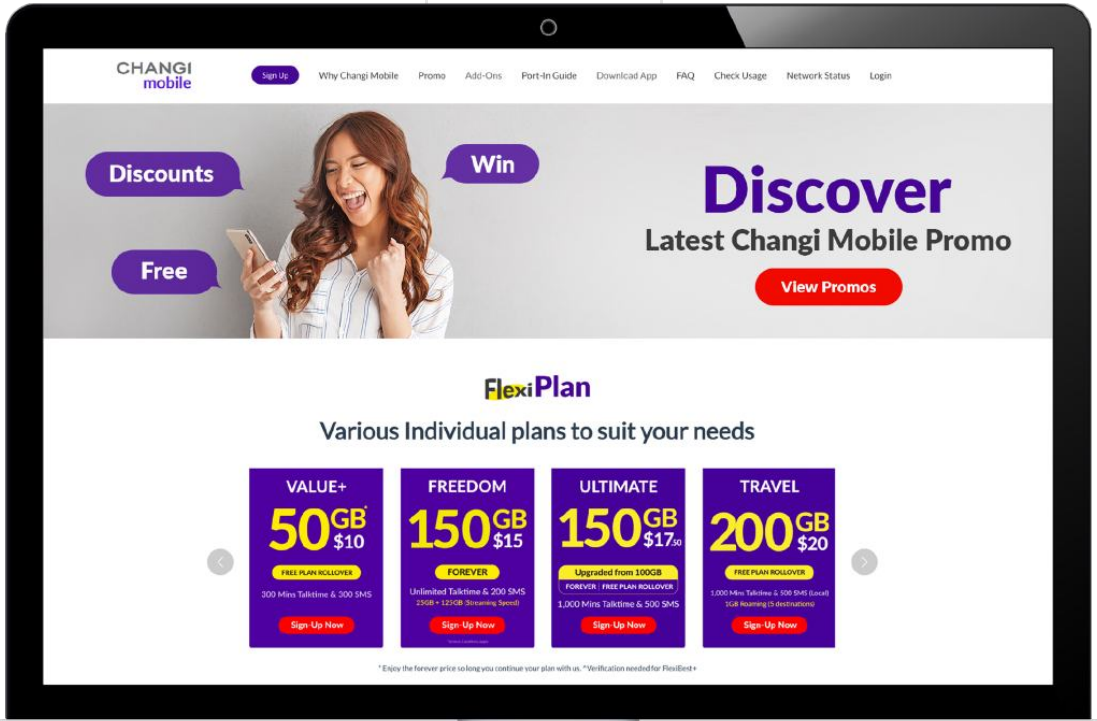 CHANGI
mobile
Sign Up
Why Changi Mobile
Promo
Add-Ons
Port-In Guide
Download App
FAQ
Check Usage
Network Status
Login
Discounts
Win
Free
Discover
Latest Changi Mobile Promo
View Promos
FlexiPlan
Various Individual plans to suit your needs
VALUE+
50GB*
$10
FREE PLAN ROLLOVER
300 Mins Talktime & 300 SMS
Sign-Up Now
FREEDOM
150GB
$15
FOREVER
Unlimited Talktime & 200 SMS
25GB + 125GB (Streaming Speed)
Sign-Up Now
ULTIMATE
150GB
$17.50
Upgraded from 100GB
FOREVER | FREE PLAN ROLLOVER
1,000 Mins Talktime & 500 SMS
Sign-Up Now
TRAVEL
200GB
$20
FREE PLAN ROLLOVER
1,000 Mins Talktime & 500 SMS (Local)
1GB Roaming (5 destinations)
Sign-Up Now
* Enjoy the forever price so long you continue your plan with us. ^Verification needed for FlexiBest+